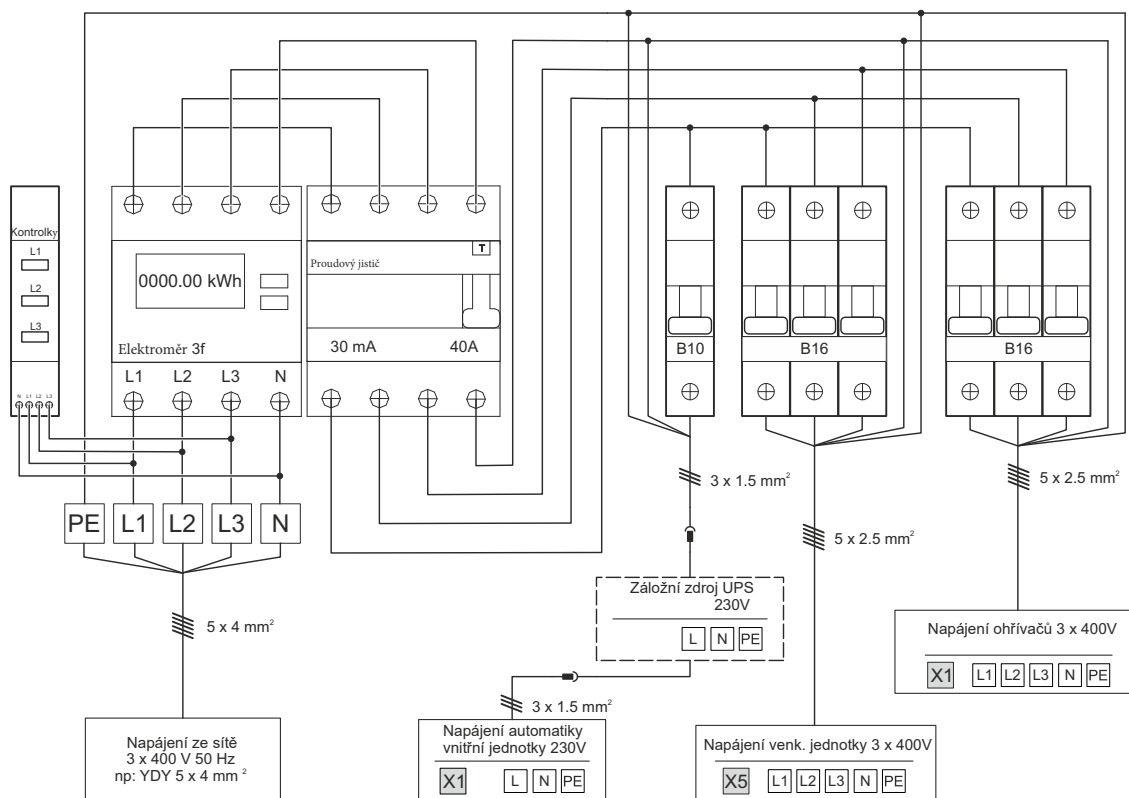 Kontrolky
L1
L2
L3
N L1 L2 L3
0000.00 kWh
Elektroměr 3f
L1 L2 L3 N
T
Proudový jistič
30 mA 40A
B10
B16
B16
PE L1 L2 L3 N
5 x 4 mm²
3 x 1.5 mm²
5 x 2.5 mm²
5 x 2.5 mm²
Záložní zdroj UPS
230V
L N PE
3 x 1.5 mm²
Napájení ohřívačů 3 x 400V
X1 L1 L2 L3 N PE
Napájení ze sítě
3 x 400 V 50 Hz
np: YDY 5 x 4 mm ²
Napájení automatiky
vnitřní jednotky 230V
X1 L N PE
Napájení venk. jednotky 3 x 400V
X5 L1 L2 L3 N PE